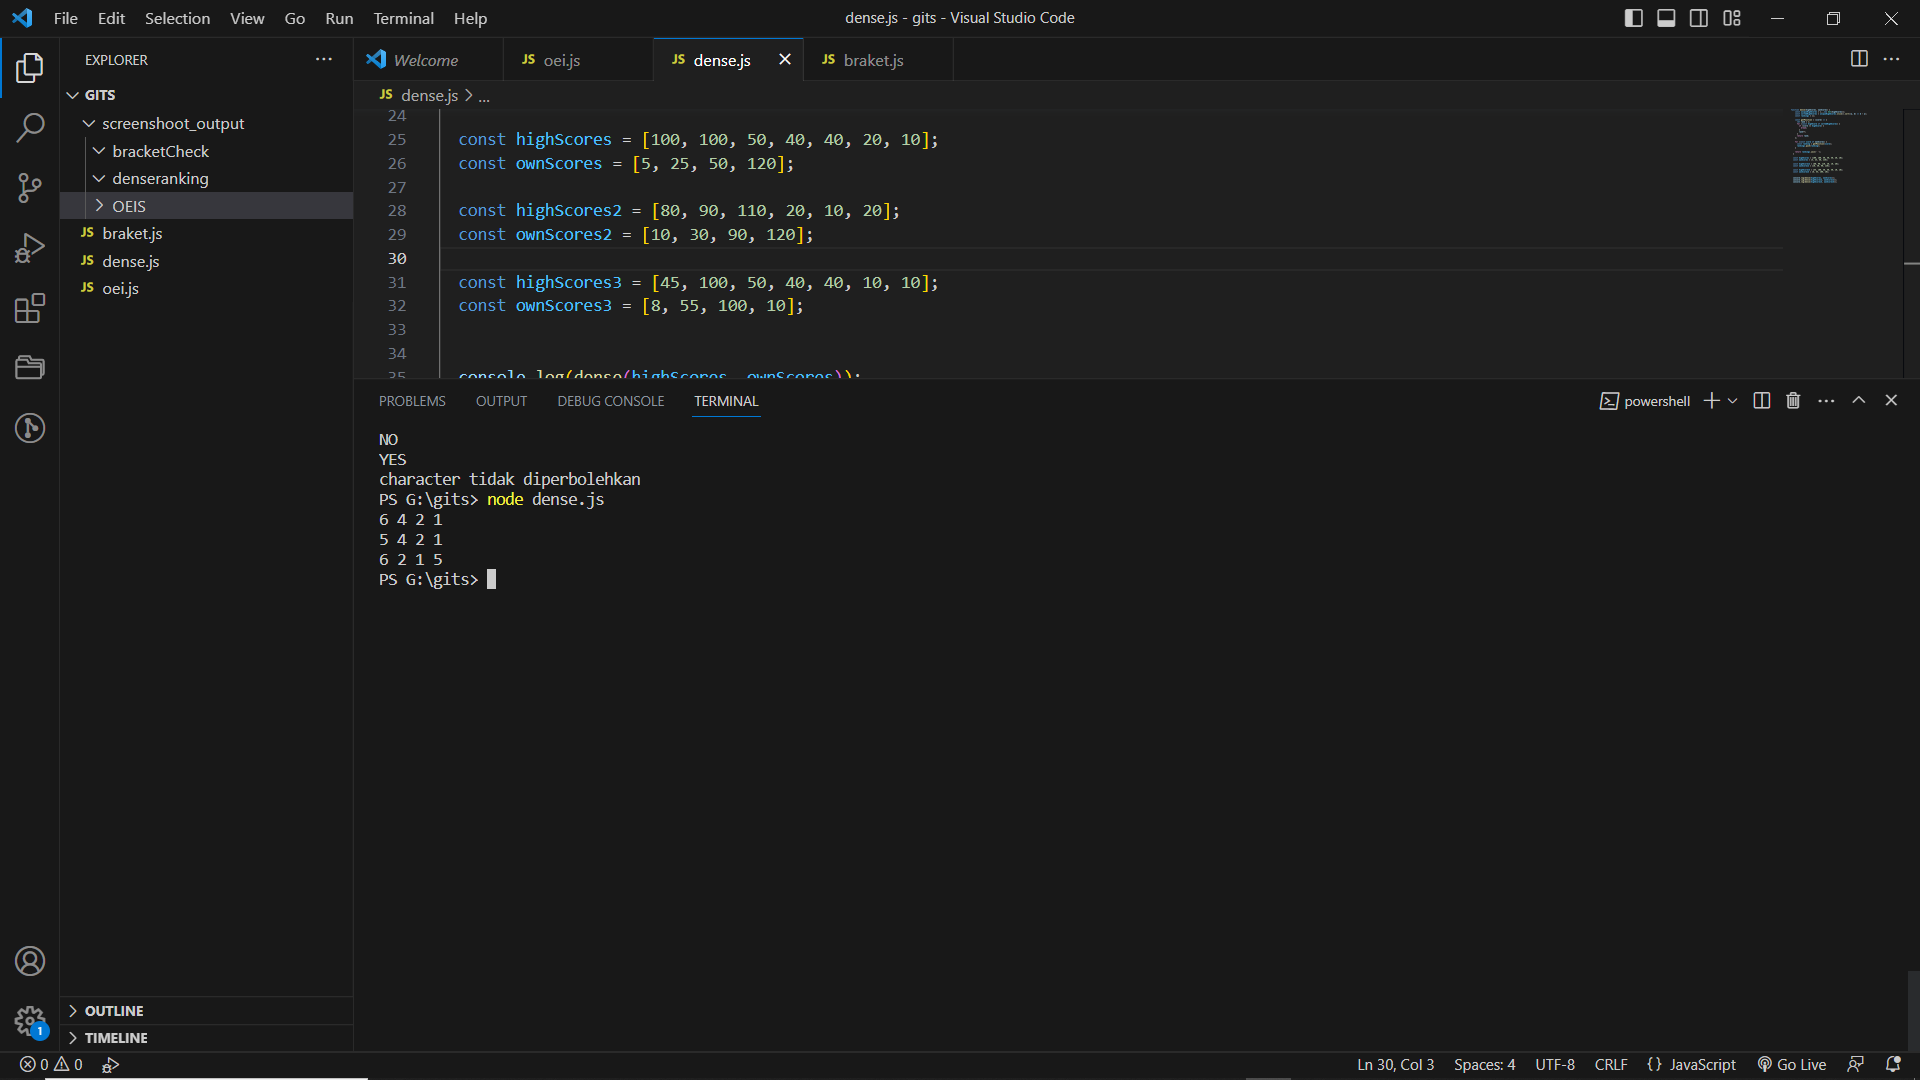 File Edit Selection View Go Run Terminal Help
dense.js - gits - Visual Studio Code
EXPLORER
GITS
screenshoot_output
bracketCheck
denseranking
OEIS
JS braket.js
JS dense.js
JS oei.js
OUTLINE
TIMELINE
Welcome
JS oei.js
JS dense.js
JS braket.js
JS dense.js > ...
24
25 const highScores = [100, 100, 50, 40, 40, 20, 10];
26 const ownScores = [5, 25, 50, 120];
27
28 const highScores2 = [80, 90, 110, 20, 10, 20];
29 const ownScores2 = [10, 30, 90, 120];
30
31 const highScores3 = [45, 100, 50, 40, 40, 10, 10];
32 const ownScores3 = [8, 55, 100, 10];
33
34
35 console.log(dense(highScores, ownScores));
PROBLEMS OUTPUT DEBUG CONSOLE TERMINAL
powershell
NO
YES
character tidak diperbolehkan
PS G:\gits> node dense.js
6 4 2 1
5 4 2 1
6 2 1 5
PS G:\gits>
1
0 0
Ln 30, Col 3 Spaces: 4 UTF-8 CRLF {} JavaScript Go Live